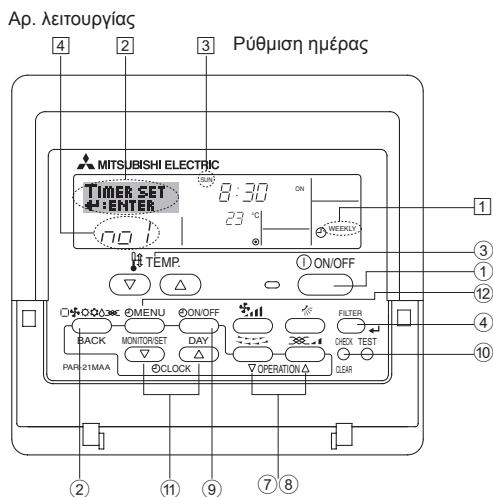 Αρ. λειτουργίας
4 2 3 Ρύθμιση ημέρας
MITSUBISHI ELECTRIC
TIMER SET
:ENTER
SUN
8:30 ON
23 °C
WEEKLY
1
no 1
TEMP.
ON/OFF
③
①
⑫
MENU ON/OFF FILTER
④
BACK MONITOR/SET DAY CHECK TEST
⑩
PAR-21MAA CLOCK ▽ OPERATION △ CLEAR
② ⑪ ⑨ ⑦ ⑧